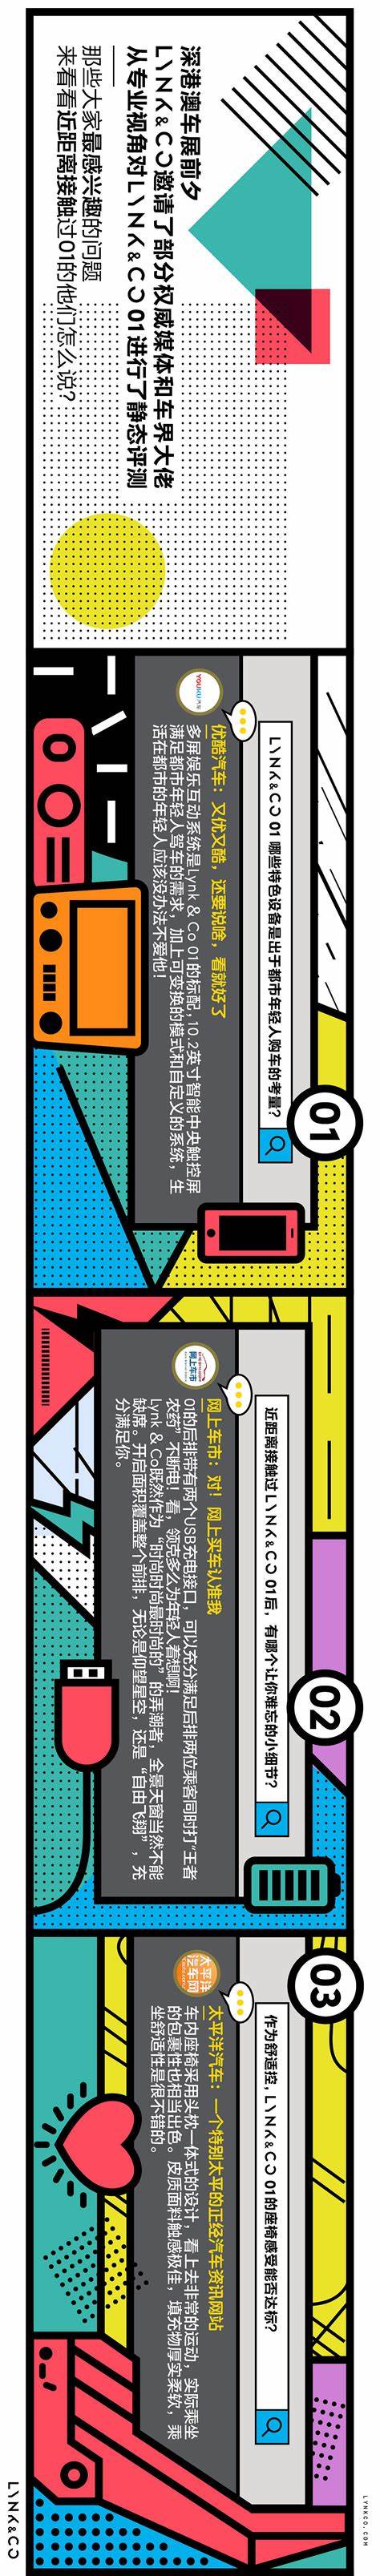 深港澳车展前夕
LYNK&CO邀请了部分权威媒体和车界大佬
从专业视角对LYNK&CO 01进行了静态评测
那些大家最感兴趣的问题
来看看近距离接触过01的他们怎么说？
01
LYNK&CO 01 哪些特色设备是出于都市年轻人购车的考量？
YOUKU汽车
优酷汽车：又优又酷，还要说啥，看就好了
多屏娱乐互动系统是Lynk & Co 01的标配，10.2英寸智能中央触控屏
满足都市年轻人驾车的需求，加上可变换的模式和自定义的系统，生
活在都市的年轻人应该没办法不爱他！
02
近距离接触过 LYNK&CO 01后，有哪个让你难忘的小细节？
网上车市
网上车市：对！网上买车认准我
01的后排带有两个USB充电接口，可以充分满足后排两位乘客同时打“王者
农药”不断电！看，领克多么为年轻人着想啊！
Lynk & Co既然作为“时尚时尚最时尚的”的弄潮者，全景天窗当然不能
缺席。开启面积覆盖整个前排，无论是仰望星空，还是“自由飞翔”，充
分满足你。
03
作为舒适控，LYNK&CO 01的座椅感受能否达标？
太平洋
汽车网
太平洋汽车：一个特别太平的正经汽车资讯网站
车内座椅采用头枕一体式的设计，看上去非常的运动，实际乘坐
的包裹性也相当出色。皮质面料触感极佳，填充物厚实柔软，乘
坐舒适性是很不错的。
LYNKCO.COM
LYNK&CO